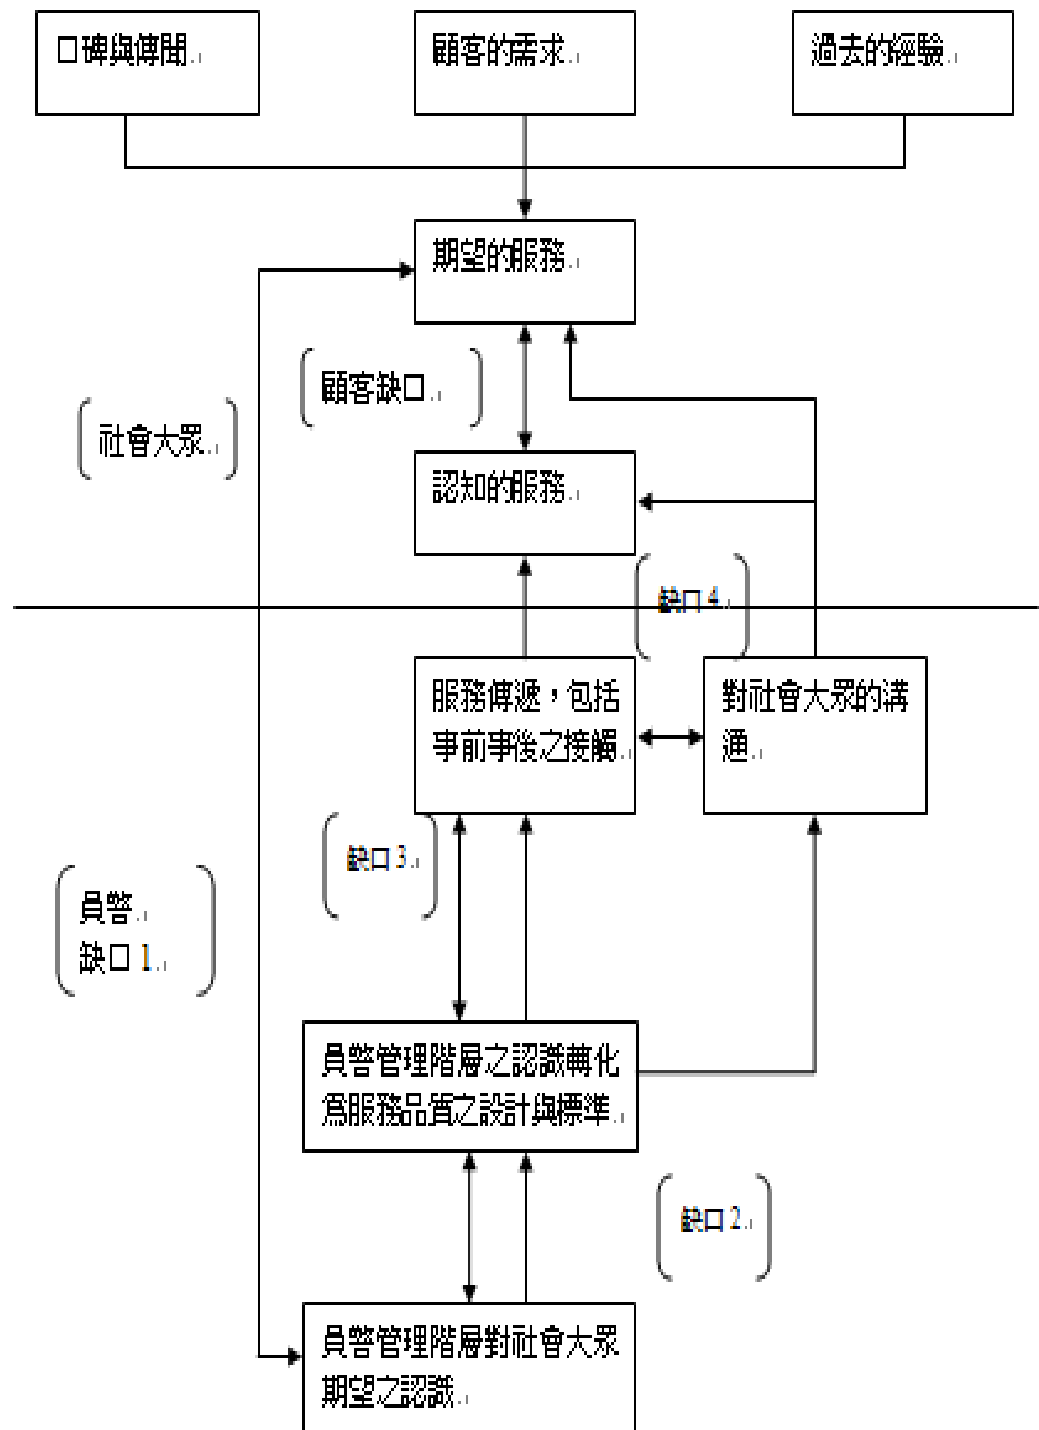 口碑與傳聞
顧客的需求
過去的經驗
期望的服務
顧客缺口
社會大眾
認知的服務
缺口 4
服務傳遞,包括
事前事後之接觸
對社會大眾的溝
通
缺口 3
員警
缺口 1
員警管理階層之認識轉化
為服務品質之設計與標準
缺口 2
員警管理階層對社會大眾
期望之認識